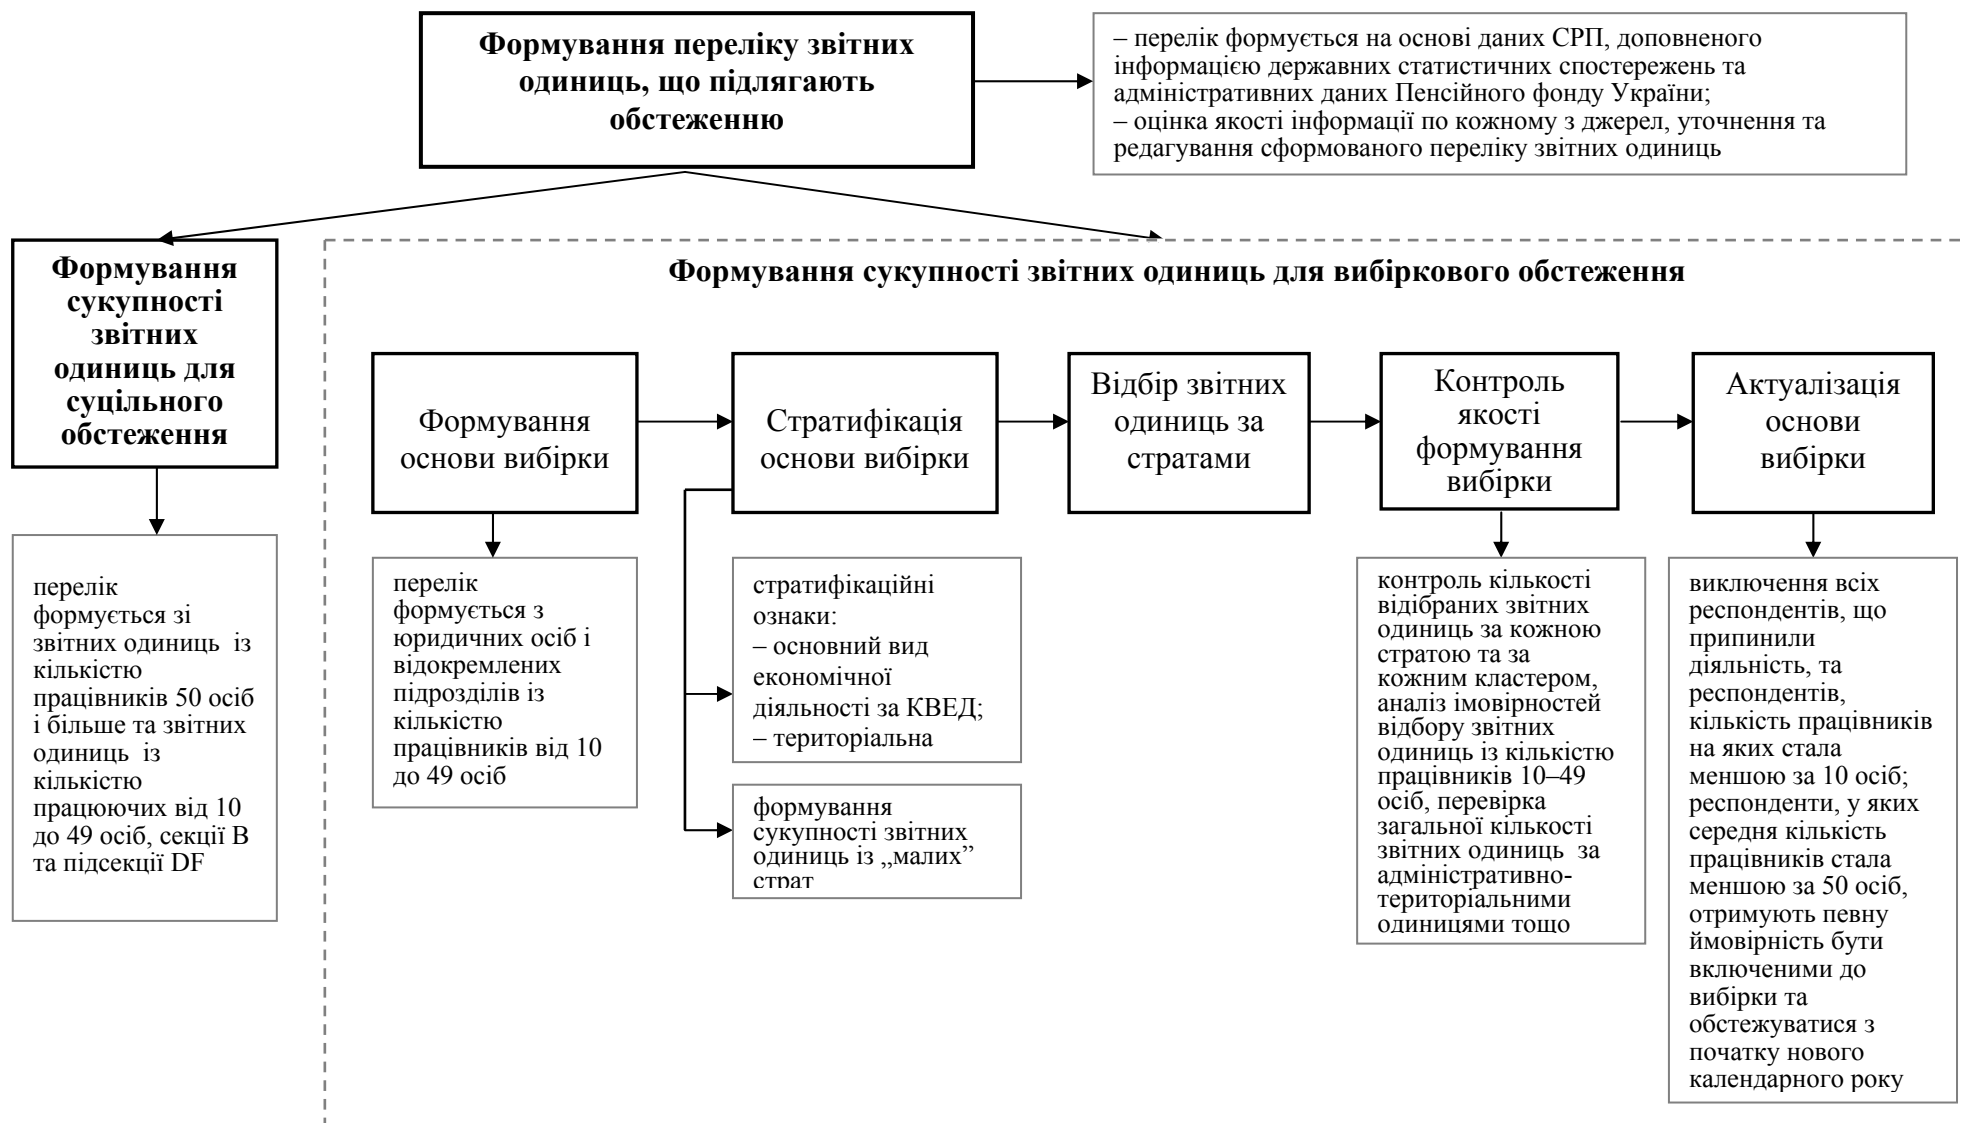 Формування переліку звітних
одиниць, що підлягають
обстеженню
– перелік формується на основі даних СРП, доповненого
інформацією державних статистичних спостережень та
адміністративних даних Пенсійного фонду України;
– оцінка якості інформації по кожному з джерел, уточнення та
редагування сформованого переліку звітних одиниць
Формування
сукупності
звітних
одиниць для
суцільного
обстеження
перелік
формується зі
звітних одиниць із
кількістю
працівників 50 осіб
і більше та звітних
одиниць із
кількістю
працюючих від 10
до 49 осіб, секції В
та підсекції DF
Формування сукупності звітних одиниць для вибіркового обстеження
Формування
основи вибірки
перелік
формується з
юридичних осіб і
відокремлених
підрозділів із
кількістю
працівників від 10
до 49 осіб
Стратифікація
основи вибірки
стратифікаційні
ознаки:
– основний вид
економічної
діяльності за КВЕД;
– територіальна
формування
сукупності звітних
одиниць із „малих”
страт
Відбір звітних
одиниць за
стратами
Контроль
якості
формування
вибірки
контроль кількості
відібраних звітних
одиниць за кожною
стратою та за
кожним кластером,
аналіз імовірностей
відбору звітних
одиниць із кількістю
працівників 10–49
осіб, перевірка
загальної кількості
звітних одиниць за
адміністративно-
територіальними
одиницями тощо
Актуалізація
основи
вибірки
виключення всіх
респондентів, що
припинили
діяльність, та
респондентів,
кількість працівників
на яких стала
меншою за 10 осіб;
респонденти, у яких
середня кількість
працівників стала
меншою за 50 осіб,
отримують певну
ймовірність бути
включеними до
вибірки та
обстежуватися з
початку нового
календарного року